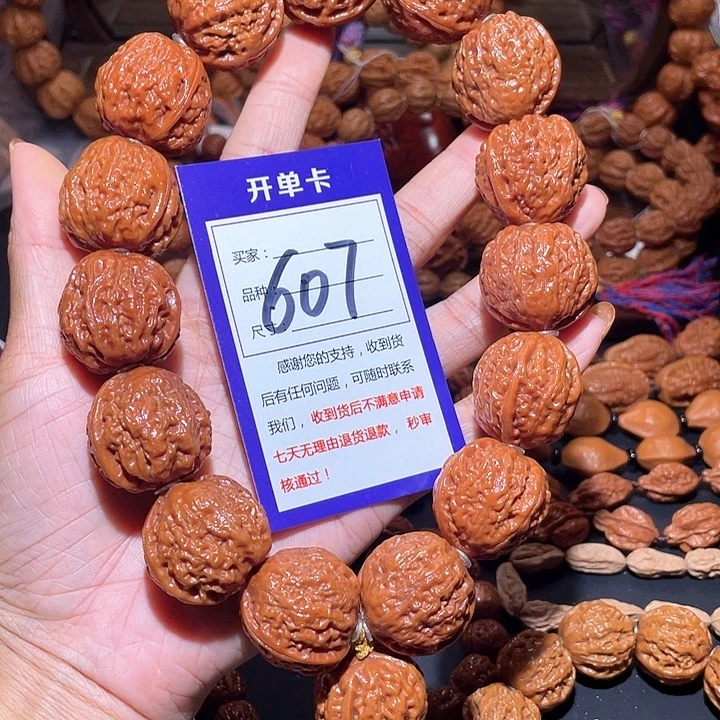 开单卡
买家：
品种：
607
尺寸：
感谢您的支持，收到货
后有任何问题，可随时联系
我们，收到货后不满意申请
七天无理由退货退款，秒审
核通过！